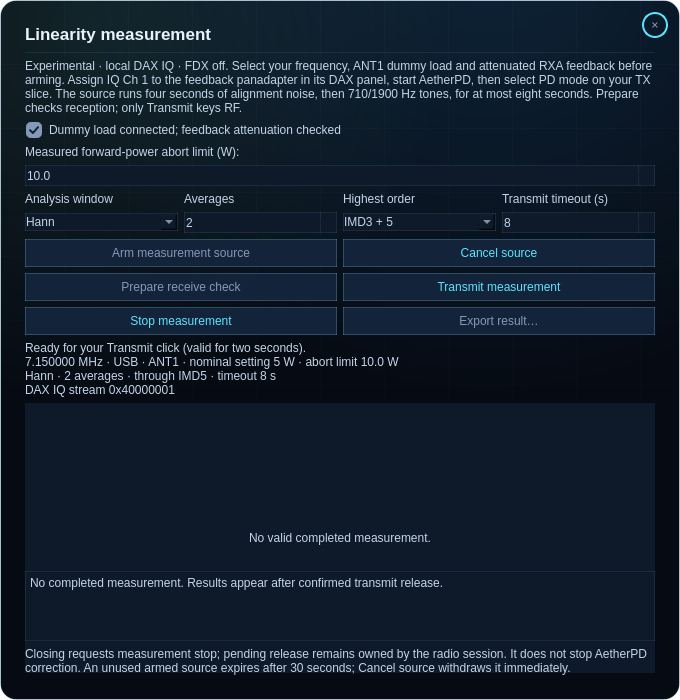 Linearity measurement
×
Experimental · local DAX IQ · FDX off. Select your frequency, ANT1 dummy load and attenuated RXA feedback before
arming. Assign IQ Ch 1 to the feedback panadapter in its DAX panel, start AetherPD, then select PD mode on your TX
slice. The source runs four seconds of alignment noise, then 710/1900 Hz tones, for at most eight seconds. Prepare
checks reception; only Transmit keys RF.
Dummy load connected; feedback attenuation checked
Measured forward-power abort limit (W):
10.0
Analysis window Averages Highest order Transmit timeout (s)
Hann 2 IMD3 + 5 8
Arm measurement source Cancel source
Prepare receive check Transmit measurement
Stop measurement Export result…
Ready for your Transmit click (valid for two seconds).
7.150000 MHz · USB · ANT1 · nominal setting 5 W · abort limit 10.0 W
Hann · 2 averages · through IMD5 · timeout 8 s
DAX IQ stream 0x40000001
No valid completed measurement.
No completed measurement. Results appear after confirmed transmit release.
Closing requests measurement stop; pending release remains owned by the radio session. It does not stop AetherPD
correction. An unused armed source expires after 30 seconds; Cancel source withdraws it immediately.